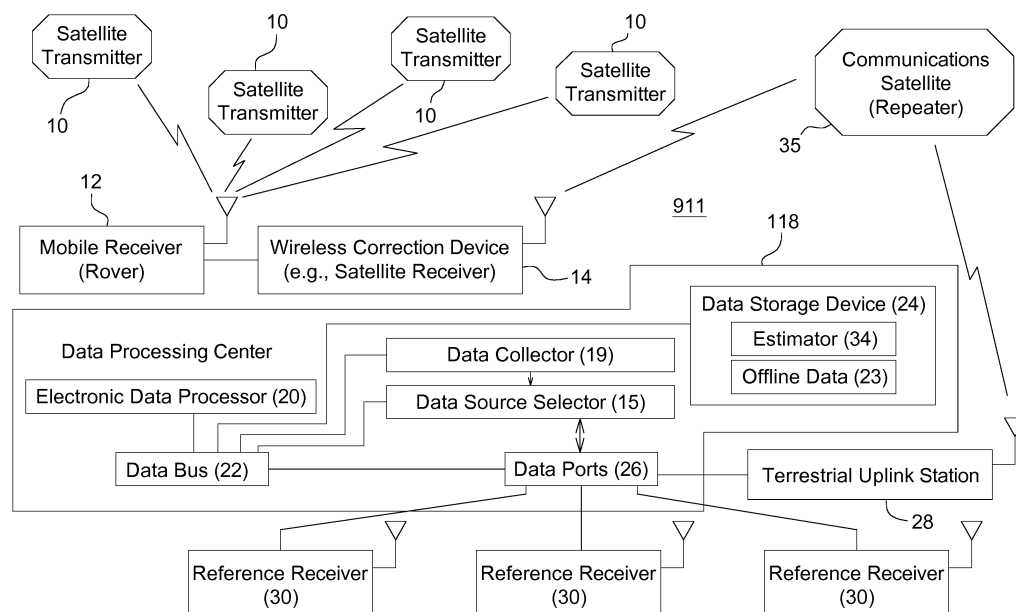 Satellite
Transmitter
10
10
Satellite
Transmitter
Satellite
Transmitter
10
10
Satellite
Transmitter
Communications
Satellite
(Repeater)
35
12
Mobile Receiver
(Rover)
Wireless Correction Device
(e.g., Satellite Receiver)
14
911
118
Data Processing Center
Data Storage Device (24)
Estimator (34)
Offline Data (23)
Data Collector (19)
Electronic Data Processor (20)
Data Source Selector (15)
Data Bus (22)
Data Ports (26)
Terrestrial Uplink Station
28
Reference Receiver
(30)
Reference Receiver
(30)
Reference Receiver
(30)